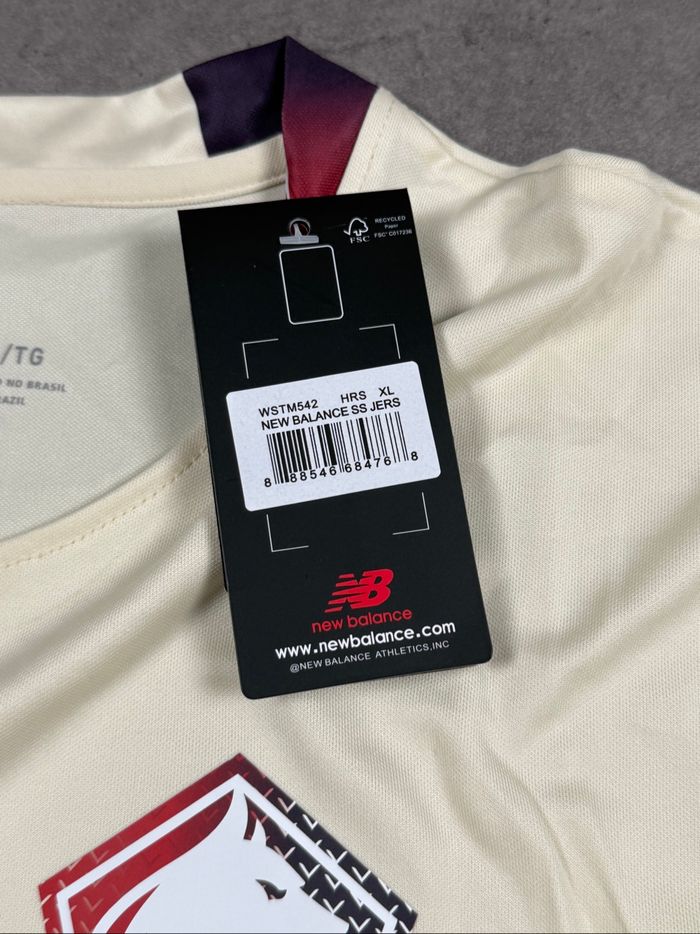 RECYCLED
Paper
FSC® C017236
FSC
/TG
NO BRASIL
WSTM542 HRS XL
NEW BALANCE SS JERS
8 88546 68476 8
NB
new balance
www.newbalance.com
@NEW BALANCE ATHLETICS,INC